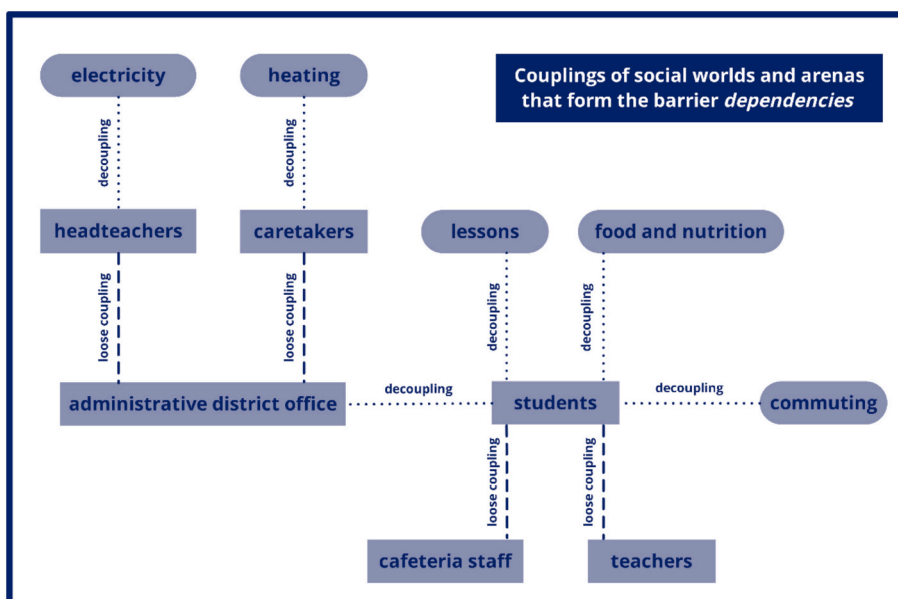 electricity
heating
Couplings of social worlds and arenas
that form the barrier dependencies
decoupling
decoupling
headteachers
caretakers
lessons
food and nutrition
loose coupling
loose coupling
decoupling
decoupling
administrative district office
decoupling
students
decoupling
commuting
loose coupling
loose coupling
cafeteria staff
teachers